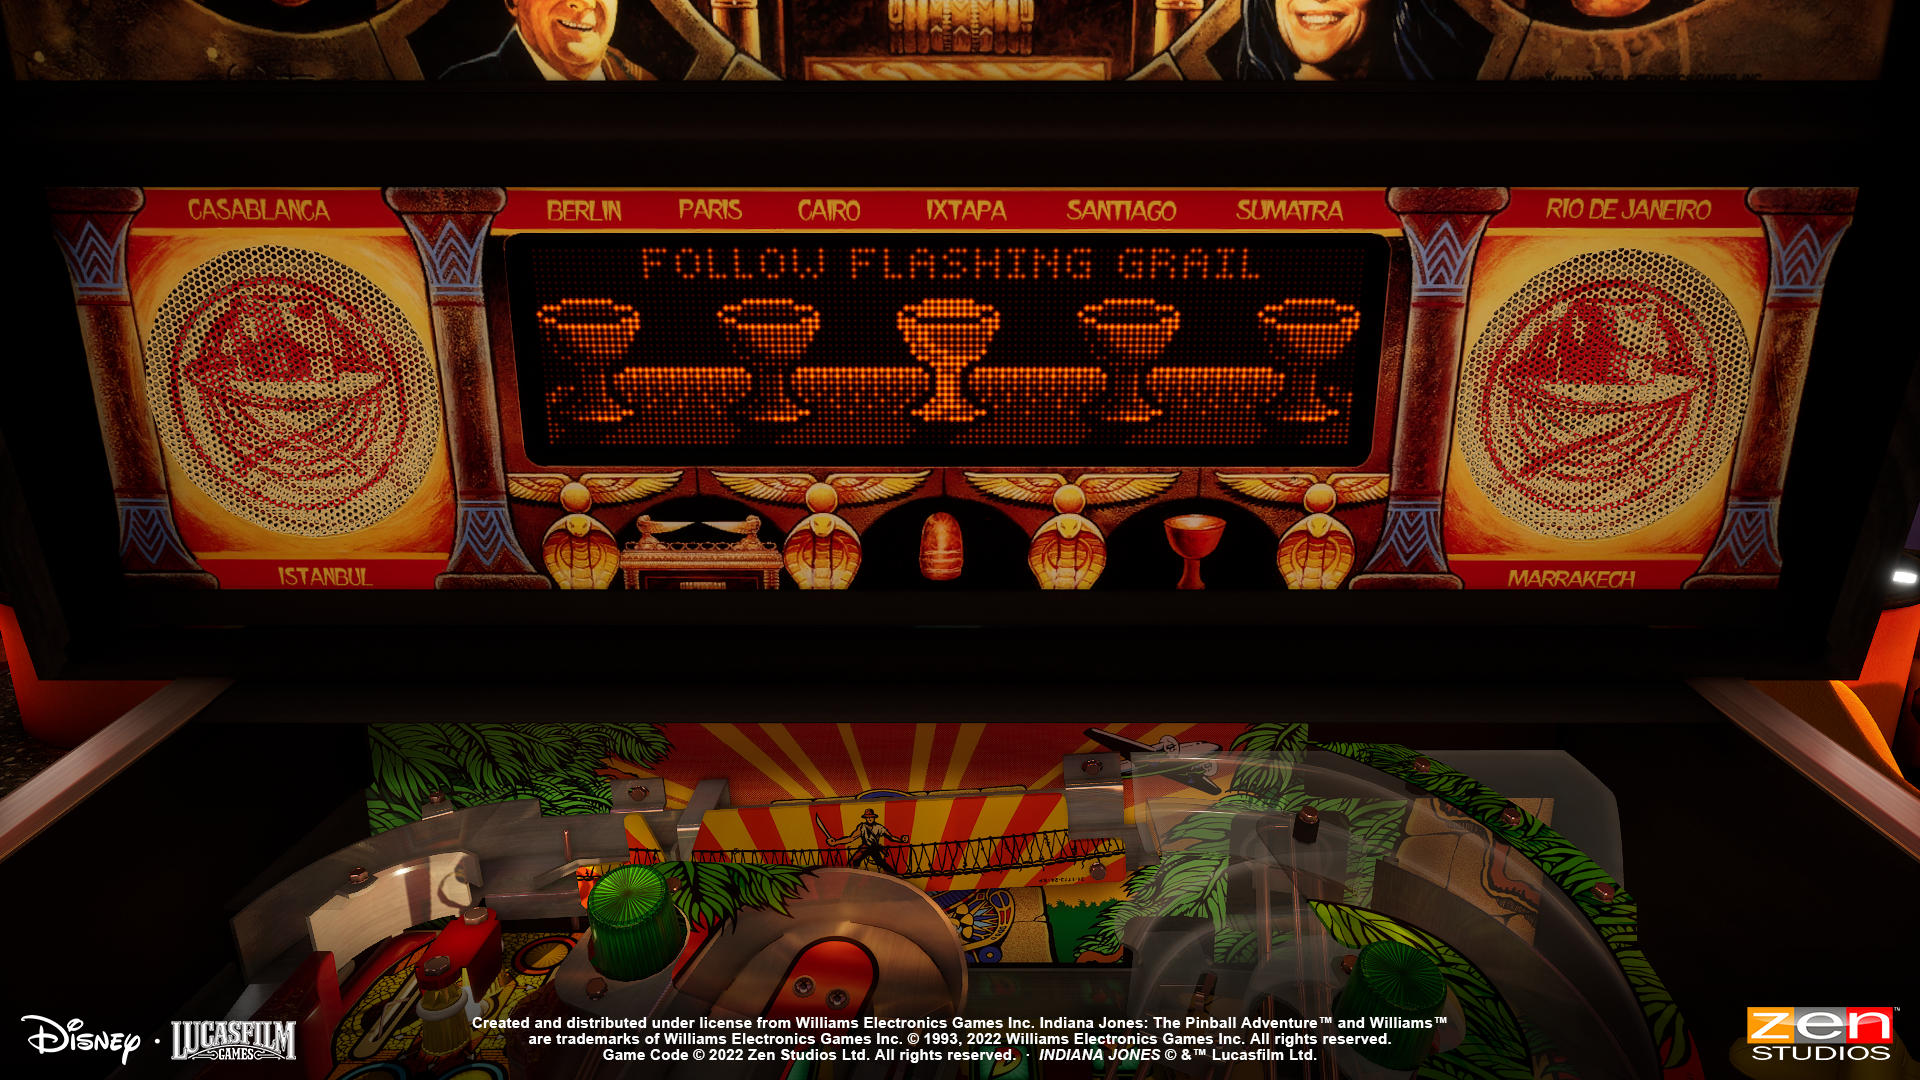 CASABLANCA
BERLIN PARIS CAIRO IXTAPA SANTIAGO SUMATRA
RIO DE JANEIRO
FOLLOW FLASHING GRAIL
ISTANBUL
MARRAKECH
DISNEY · LUCASFILM GAMES
Created and distributed under license from Williams Electronics Games Inc. Indiana Jones: The Pinball Adventure™ and Williams™
are trademarks of Williams Electronics Games Inc. © 1993, 2022 Williams Electronics Games Inc. All rights reserved.
Game Code © 2022 Zen Studios Ltd. All rights reserved. · INDIANA JONES © &™ Lucasfilm Ltd.
zen™
STUDIOS